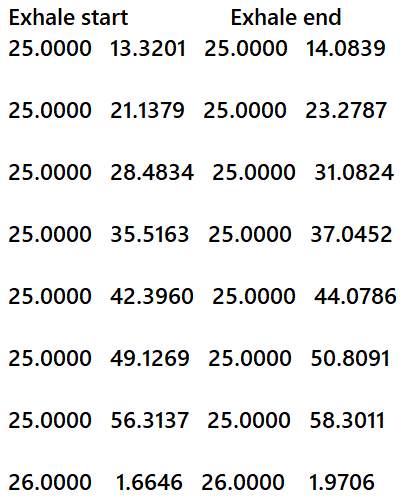 Exhale start Exhale end
25.0000 13.3201 25.0000 14.0839
25.0000 21.1379 25.0000 23.2787
25.0000 28.4834 25.0000 31.0824
25.0000 35.5163 25.0000 37.0452
25.0000 42.3960 25.0000 44.0786
25.0000 49.1269 25.0000 50.8091
25.0000 56.3137 25.0000 58.3011
26.0000 1.6646 26.0000 1.9706